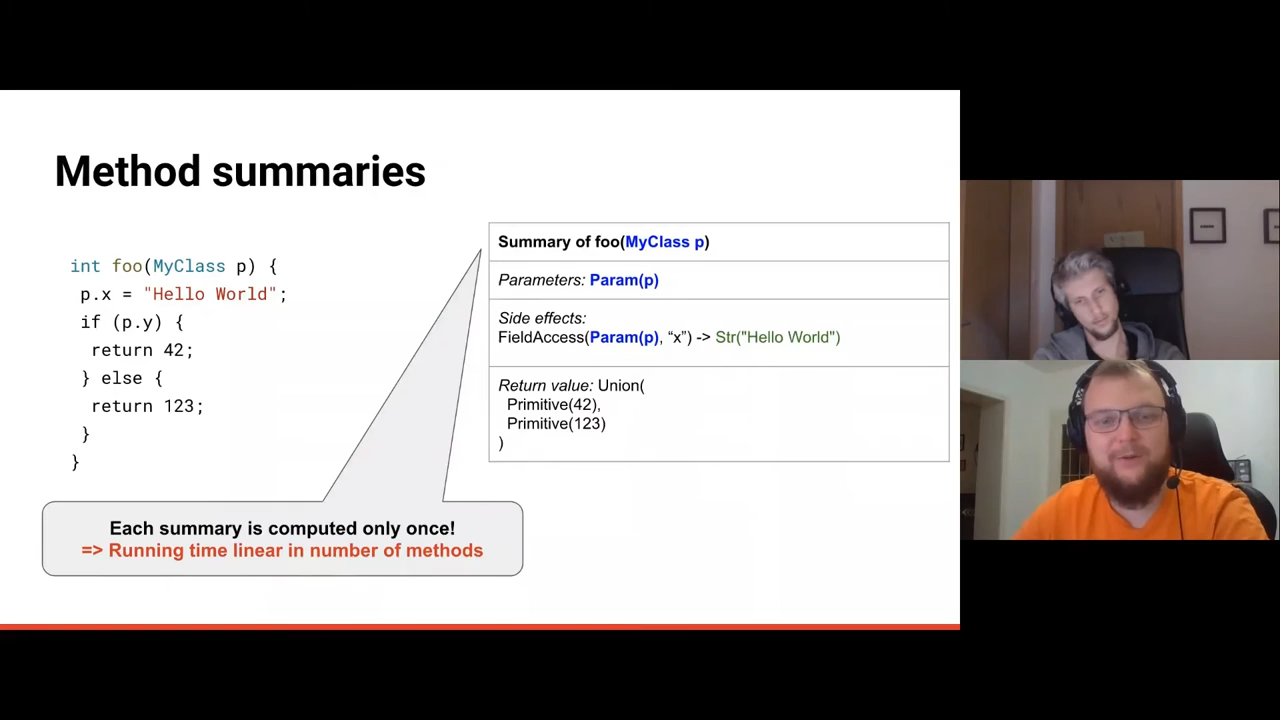 Method summaries
int foo(MyClass p) {
p.x = "Hello World";
if (p.y) {
return 42;
} else {
return 123;
}
}
Summary of foo(MyClass p)
Parameters: Param(p)
Side effects:
FieldAccess(Param(p), “x”) -> Str("Hello World")
Return value: Union(
Primitive(42),
Primitive(123)
)
Each summary is computed only once!
=> Running time linear in number of methods